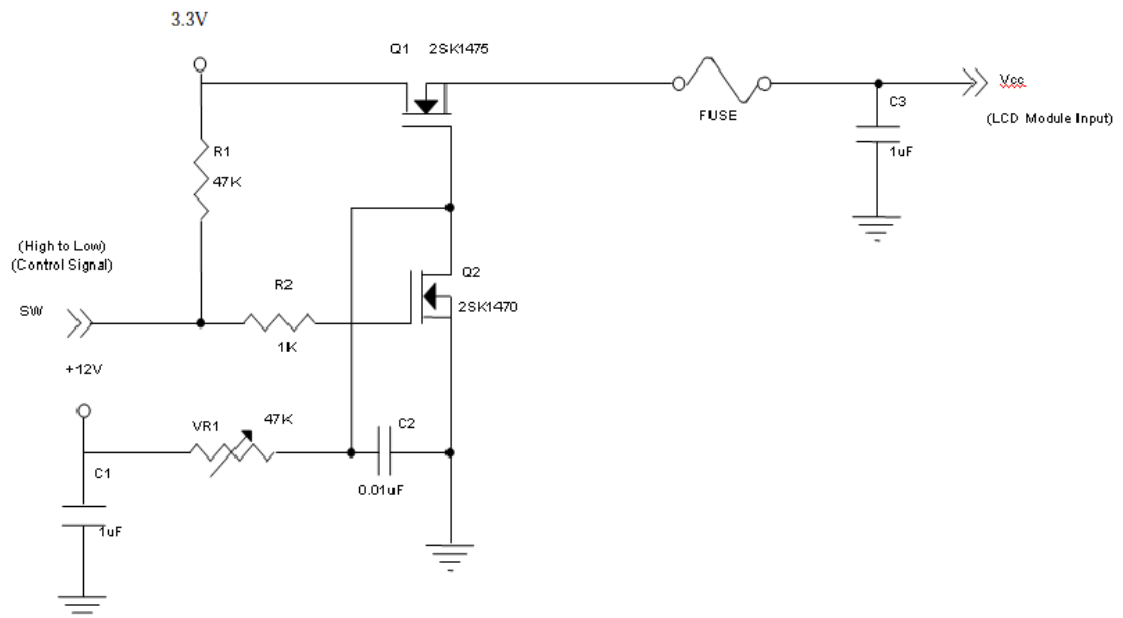 3.3V
Q1 2SK1475
FUSE
Vcc
(LCD Module Input)
C3
1uF
R1
47K
(High to Low)
(Control Signal)
SW
R2
1K
Q2
2SK1470
+12V
VR1
47K
C2
0.01uF
C1
1uF